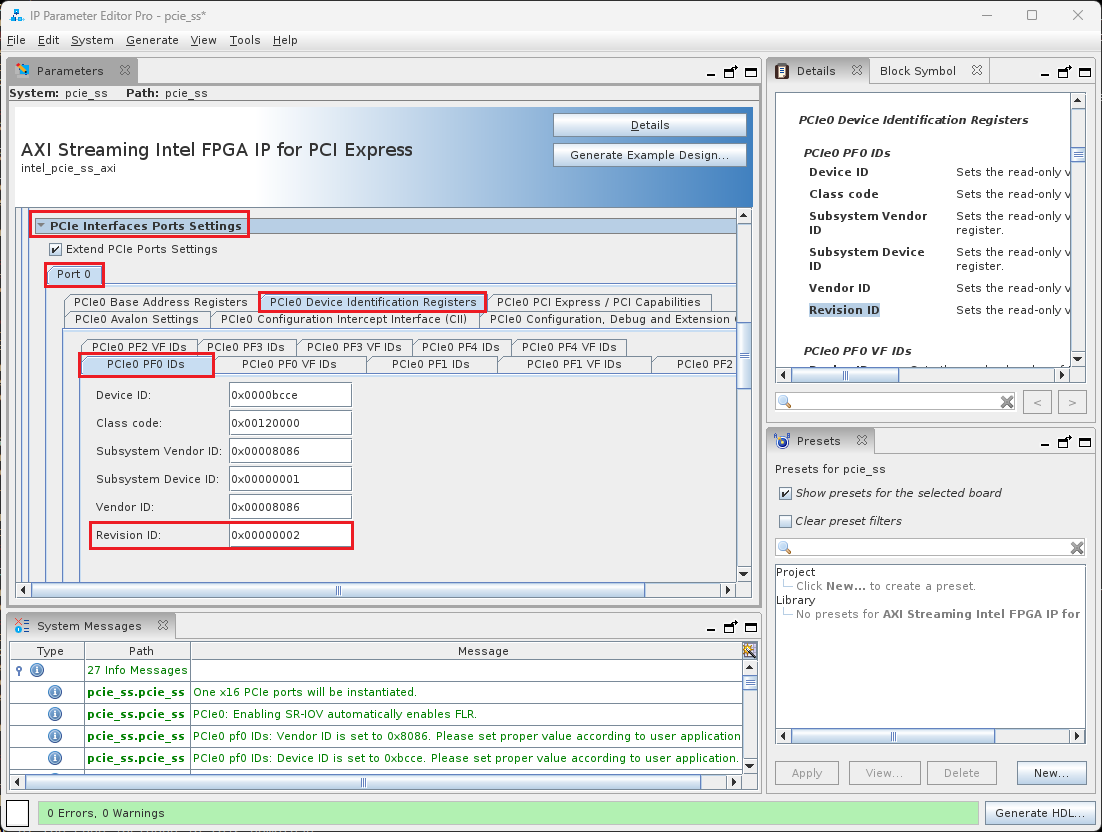 IP Parameter Editor Pro - pcie_ss*
File Edit System Generate View Tools Help
Parameters
System: pcie_ss Path: pcie_ss
AXI Streaming Intel FPGA IP for PCI Express
intel_pcie_ss_axi
Details
Generate Example Design...
PCIe Interfaces Ports Settings
Extend PCIe Ports Settings
Port 0
PCIe0 Base Address Registers PCIe0 Device Identification Registers PCIe0 PCI Express / PCI Capabilities
PCIe0 Avalon Settings PCIe0 Configuration Intercept Interface (CII) PCIe0 Configuration, Debug and Extension
PCIe0 PF2 VF IDs PCIe0 PF3 IDs PCIe0 PF3 VF IDs PCIe0 PF4 IDs PCIe0 PF4 VF IDs
PCIe0 PF0 IDs PCIe0 PF0 VF IDs PCIe0 PF1 IDs PCIe0 PF1 VF IDs PCIe0 PF2
Device ID: 0x0000bcce
Class code: 0x00120000
Subsystem Vendor ID: 0x00008086
Subsystem Device ID: 0x00000001
Vendor ID: 0x00008086
Revision ID: 0x00000002
System Messages
Type Path Message
27 Info Messages
pcie_ss.pcie_ss One x16 PCIe ports will be instantiated.
pcie_ss.pcie_ss PCIe0: Enabling SR-IOV automatically enables FLR.
pcie_ss.pcie_ss PCIe0 pf0 IDs: Vendor ID is set to 0x8086. Please set proper value according to user application
pcie_ss.pcie_ss PCIe0 pf0 IDs: Device ID is set to 0xbcce. Please set proper value according to user application.
0 Errors, 0 Warnings
Details Block Symbol
PCIe0 Device Identification Registers
PCIe0 PF0 IDs
Device ID Sets the read-only v
Class code Sets the read-only v
Subsystem Vendor ID Sets the read-only v
register.
Subsystem Device ID Sets the read-only v
register.
Vendor ID Sets the read-only v
Revision ID Sets the read-only v
PCIe0 PF0 VF IDs
< >
Presets
Presets for pcie_ss
Show presets for the selected board
Clear preset filters
Project
Click New... to create a preset.
Library
No presets for AXI Streaming Intel FPGA IP for
Apply View... Delete New...
Generate HDL...